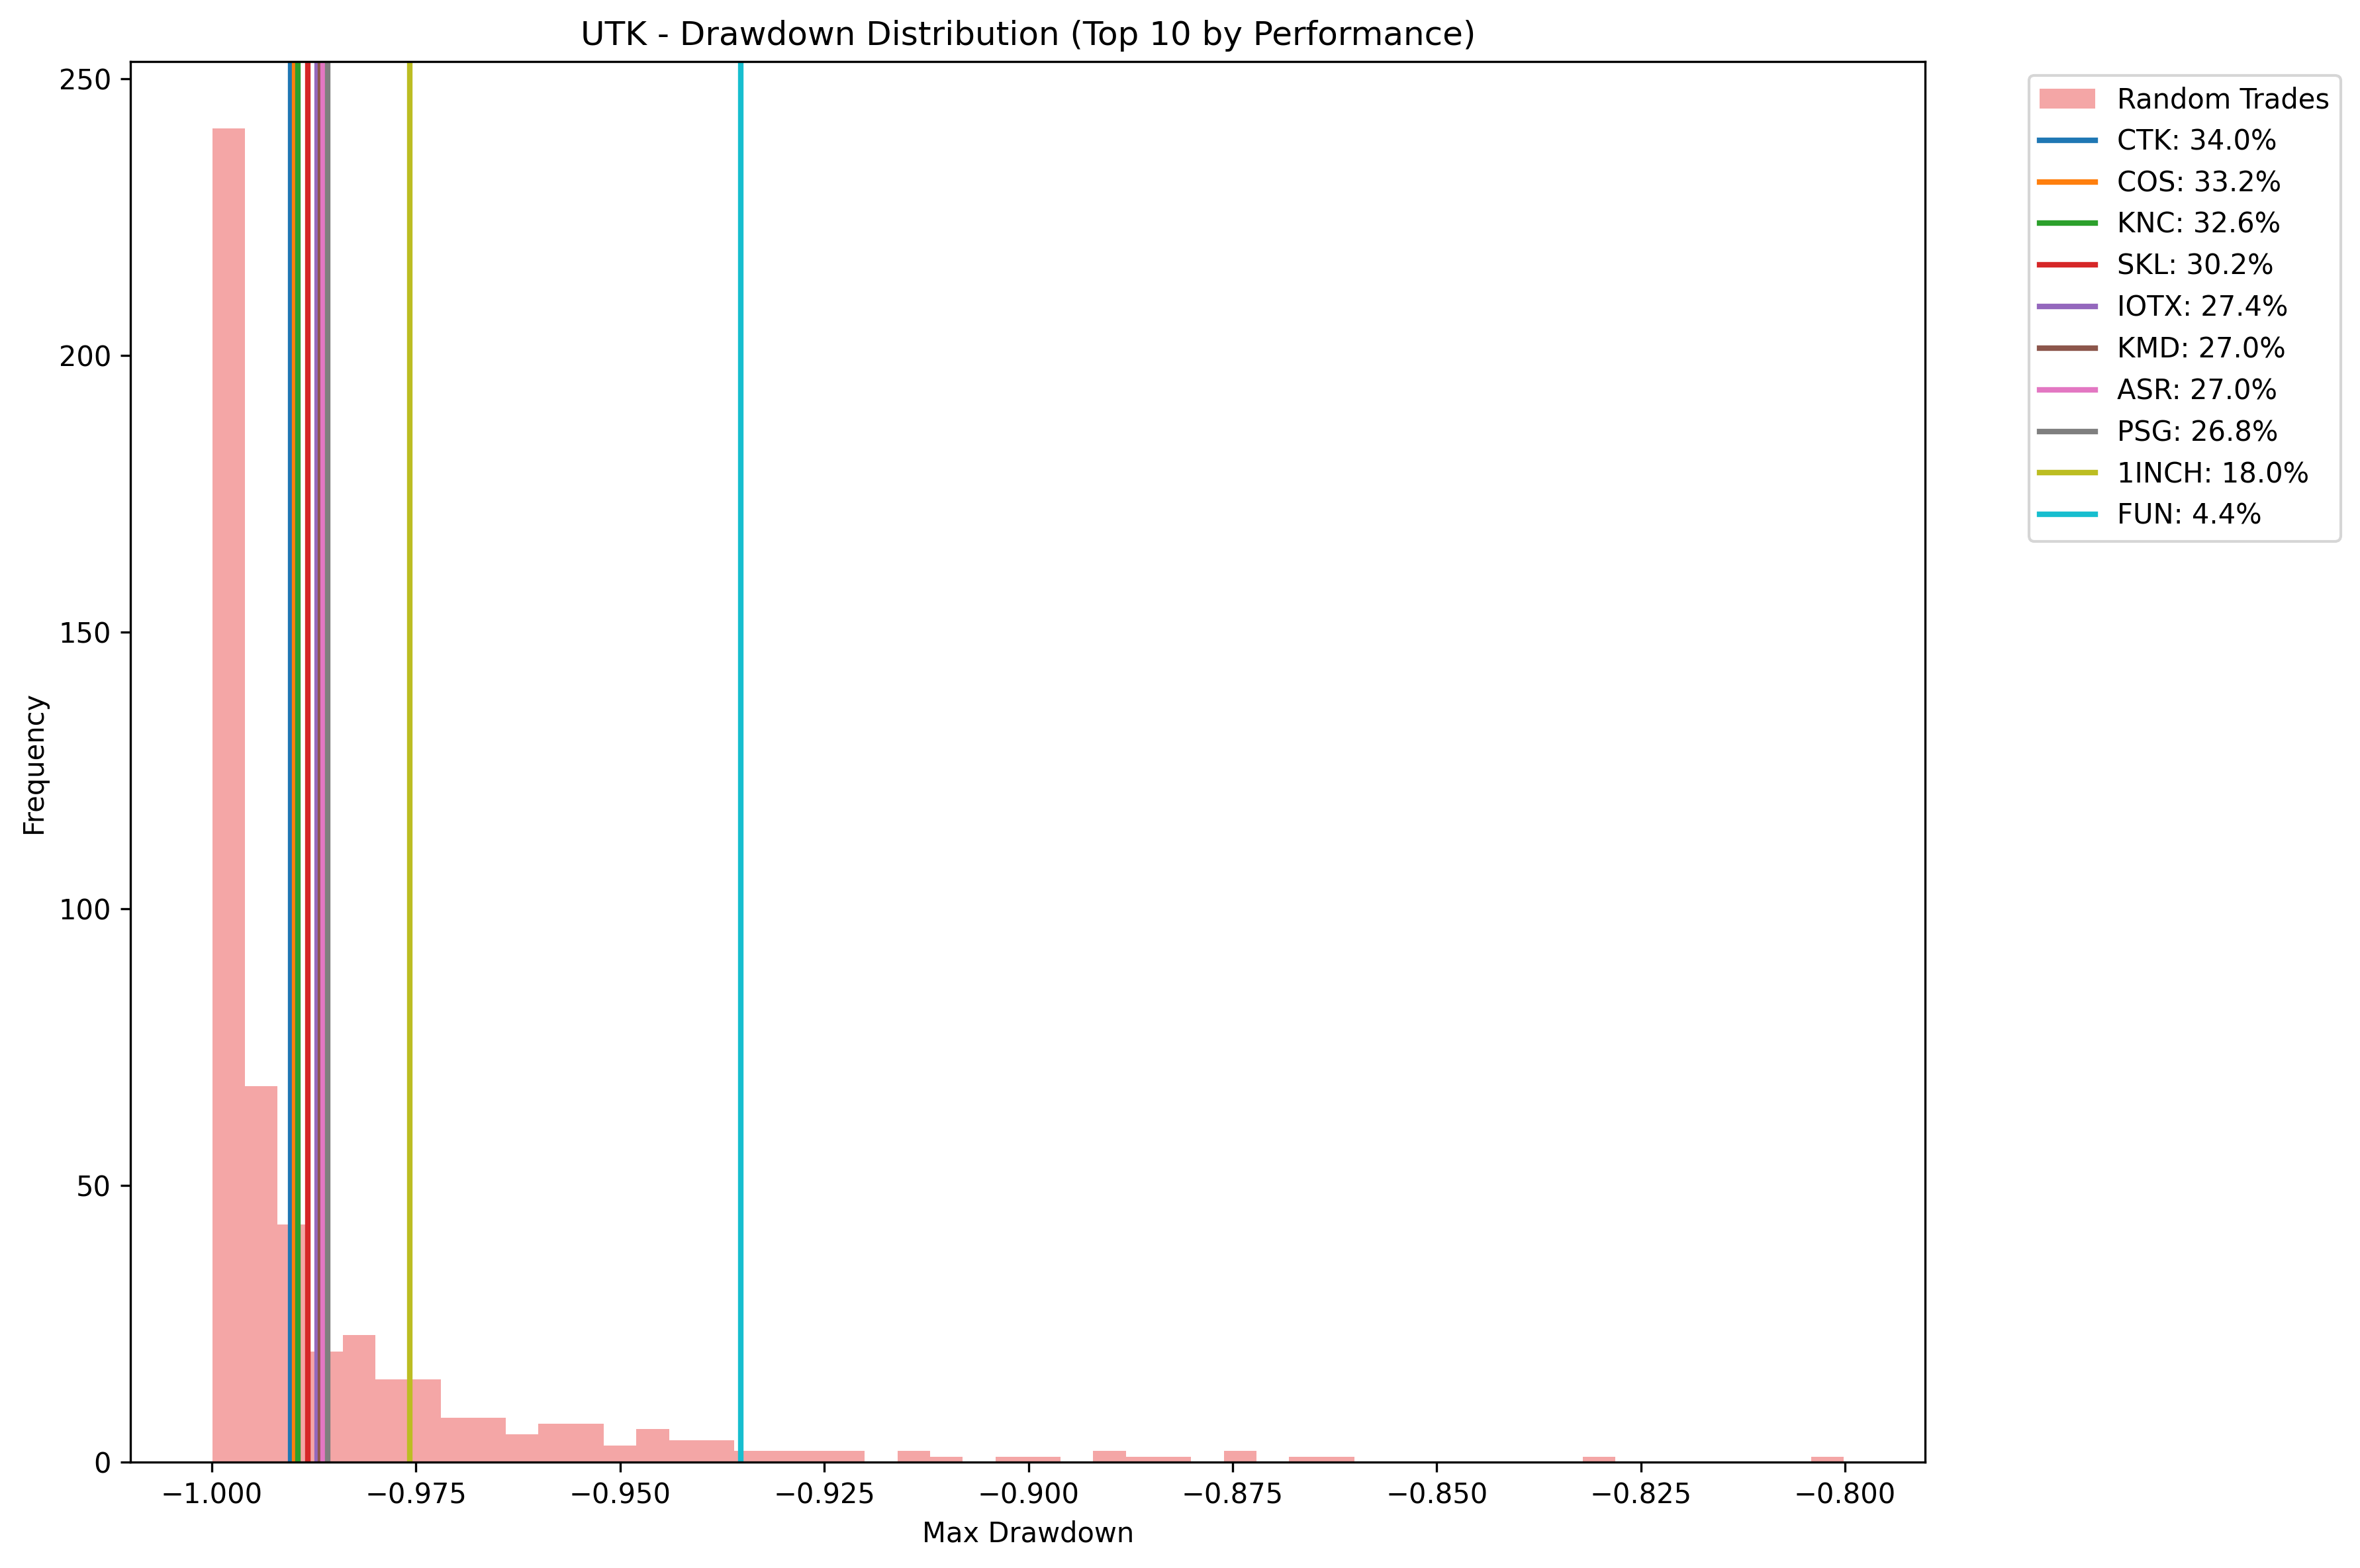 UTK - Drawdown Distribution (Top 10 by Performance)
250
200
150
100
50
0
Frequency
−1.000
−0.975
−0.950
−0.925
−0.900
−0.875
−0.850
−0.825
−0.800
Max Drawdown
Random Trades
CTK: 34.0%
COS: 33.2%
KNC: 32.6%
SKL: 30.2%
IOTX: 27.4%
KMD: 27.0%
ASR: 27.0%
PSG: 26.8%
1INCH: 18.0%
FUN: 4.4%